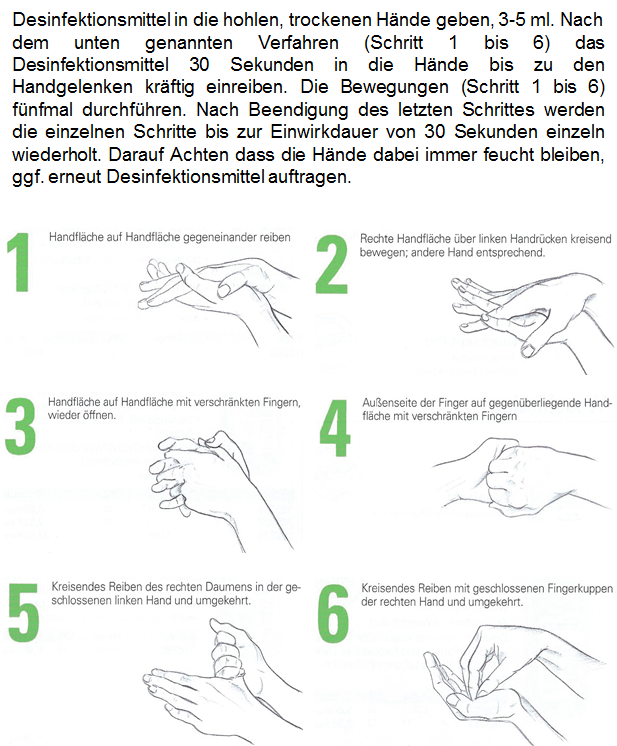 Desinfektionsmittel in die hohlen, trockenen Hände geben, 3-5 ml. Nach
dem unten genannten Verfahren (Schritt 1 bis 6) das
Desinfektionsmittel 30 Sekunden in die Hände bis zu den
Handgelenken kräftig einreiben. Die Bewegungen (Schritt 1 bis 6)
fünfmal durchführen. Nach Beendigung des letzten Schrittes werden
die einzelnen Schritte bis zur Einwirkdauer von 30 Sekunden einzeln
wiederholt. Darauf Achten dass die Hände dabei immer feucht bleiben,
ggf. erneut Desinfektionsmittel auftragen.
1
Handfläche auf Handfläche gegeneinander reiben
2
Rechte Handfläche über linken Handrücken kreisend
bewegen; andere Hand entsprechend.
3
Handfläche auf Handfläche mit verschränkten Fingern,
wieder öffnen.
4
Außenseite der Finger auf gegenüberliegende Hand-
fläche mit verschränkten Fingern
5
Kreisendes Reiben des rechten Daumens in der ge-
schlossenen linken Hand und umgekehrt.
6
Kreisendes Reiben mit geschlossenen Fingerkuppen
der rechten Hand und umgekehrt.